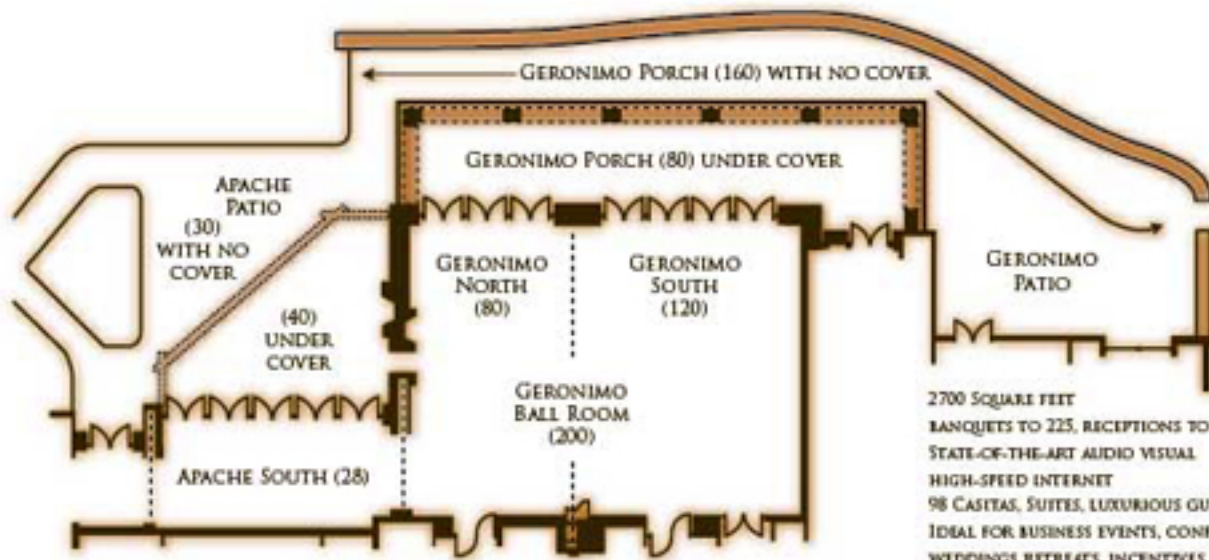 GERONIMO PORCH (160) WITH NO COVER
GERONIMO PORCH (80) UNDER COVER
APACHE
PATIO
(30)
WITH NO
COVER
(40)
UNDER
COVER
GERONIMO
NORTH
(80)
GERONIMO
SOUTH
(120)
GERONIMO
PATIO
GERONIMO
BALL ROOM
(200)
APACHE SOUTH (28)
2700 SQUARE FEET
BANQUETS TO 225, RECEPTIONS TO
STATE-OF-THE-ART AUDIO VISUAL
HIGH-SPEED INTERNET
98 CASITAS, SUITES, LUXURIOUS
IDEAL FOR BUSINESS EVENTS,
WEDDINGS RETREATS, INCENTIVES